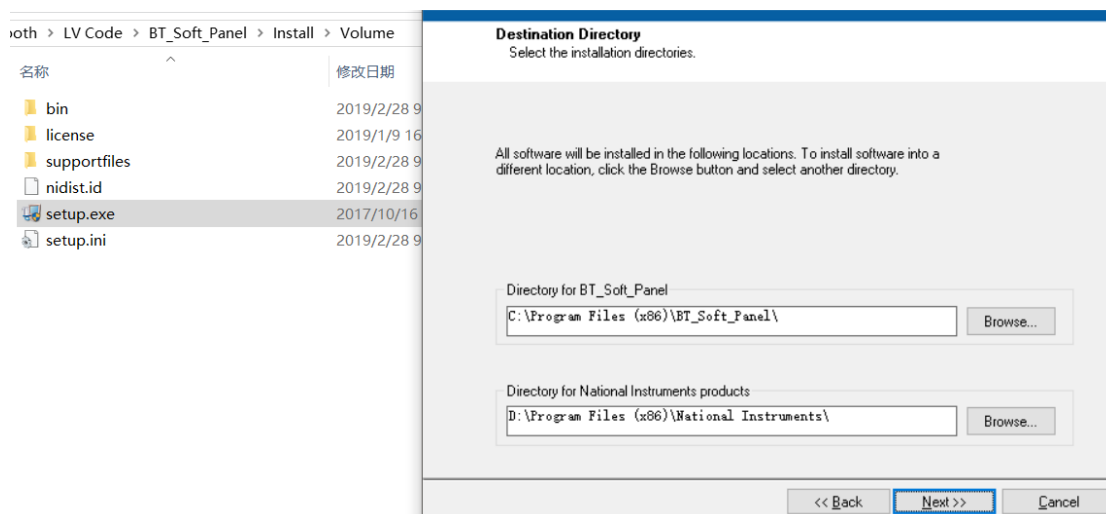 LV Code > BT_Soft_Panel > Install > Volume
名称 修改日期
bin 2019/2/28 9
license 2019/1/9 16
supportfiles 2019/2/28 9
nidist.id 2019/2/28 9
setup.exe 2017/10/16
setup.ini 2019/2/28 9
Destination Directory
Select the installation directories.
All software will be installed in the following locations. To install software into a
different location, click the Browse button and select another directory.
Directory for BT_Soft_Panel
C:\Program Files (x86)\BT_Soft_Panel\
Browse...
Directory for National Instruments products
D:\Program Files (x86)\National Instruments\
Browse...
<< Back Next >> Cancel